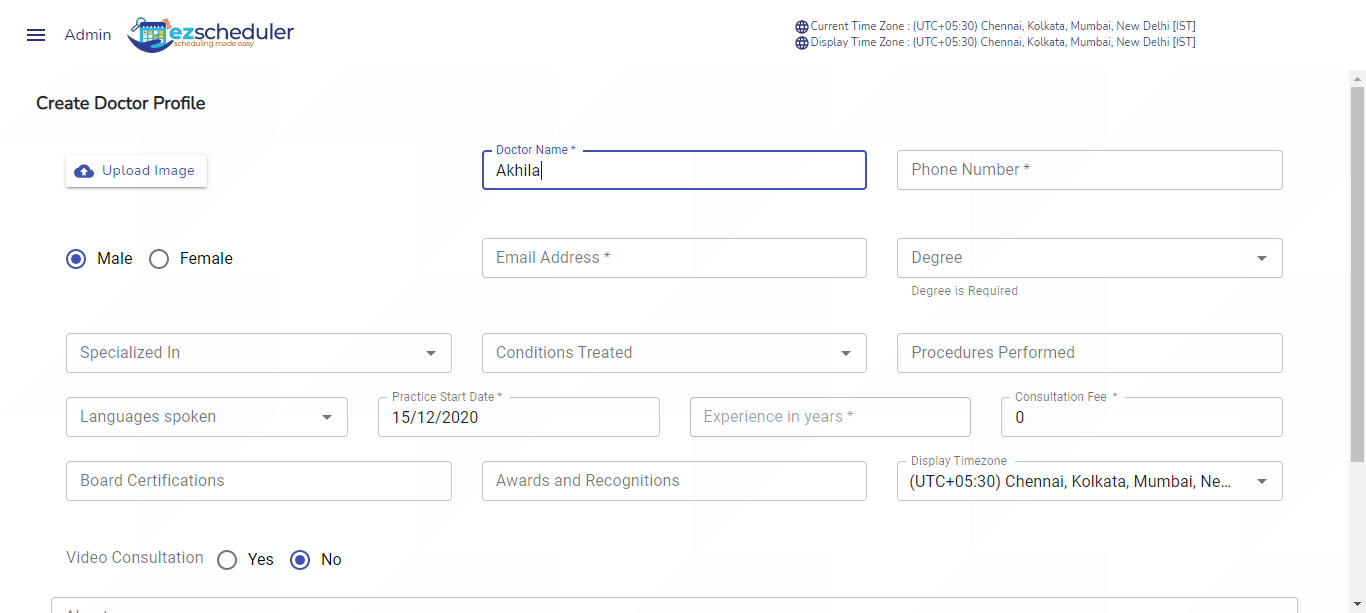 Admin
ezscheduler
scheduling made easy
Current Time Zone : (UTC+05:30) Chennai, Kolkata, Mumbai, New Delhi [IST]
Display Time Zone : (UTC+05:30) Chennai, Kolkata, Mumbai, New Delhi [IST]
Create Doctor Profile
Upload Image
Doctor Name *
Akhila
Phone Number *
Male Female
Email Address *
Degree
Degree is Required
Specialized In
Conditions Treated
Procedures Performed
Languages spoken
Practice Start Date *
15/12/2020
Experience in years *
Consultation Fee *
0
Board Certifications
Awards and Recognitions
Display Timezone
(UTC+05:30) Chennai, Kolkata, Mumbai, Ne...
Video Consultation Yes No